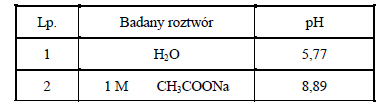 Lp. Badany roztwór pH
1 H₂O 5,77
2 1 M CH₃COONa 8,89